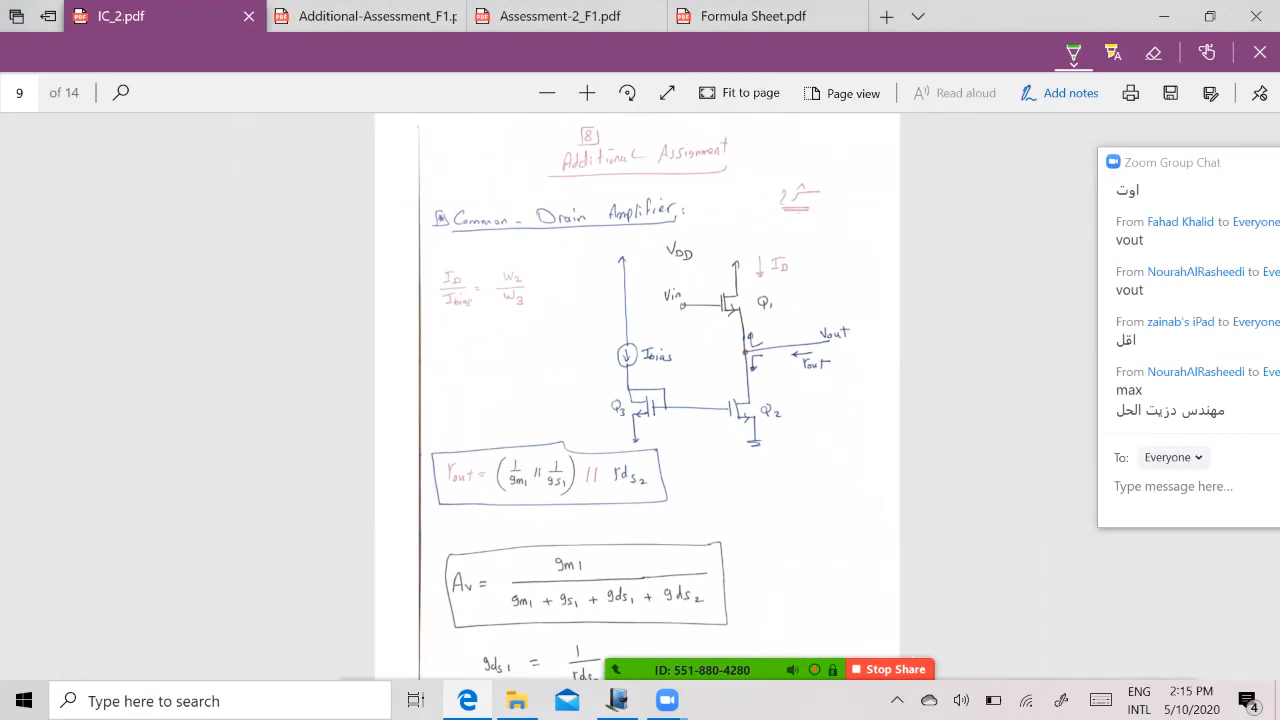 IC_2.pdf
Additional-Assessment_F1.p
Assessment-2_F1.pdf
Formula Sheet.pdf
9 of 14
Fit to page
Page view
Read aloud
Add notes
8
Additional Assignment
Common-Drain Amplifier:
VDD
ID
ID / Ibias = W2 / W3
Vin
Q1
Vout
rout
Ibias
Q3
Q2
rout = (1/gm1 || 1/gs1) || rds2
Av = gm1 / (gm1 + gs1 + gds1 + gds2)
gds1 = 1 /
Zoom Group Chat
اوت
From Fahad Khalid to Everyone
vout
From NourahAlRasheedi to Eve
vout
From zainab's iPad to Everyone
اقل
From NourahAlRasheedi to Eve
max
مهندس دزيت الحل
To: Everyone
Type message here...
ID: 551-880-4280
Stop Share
Type here to search
ENG
INTL
2:15 PM
5/10/2020
4